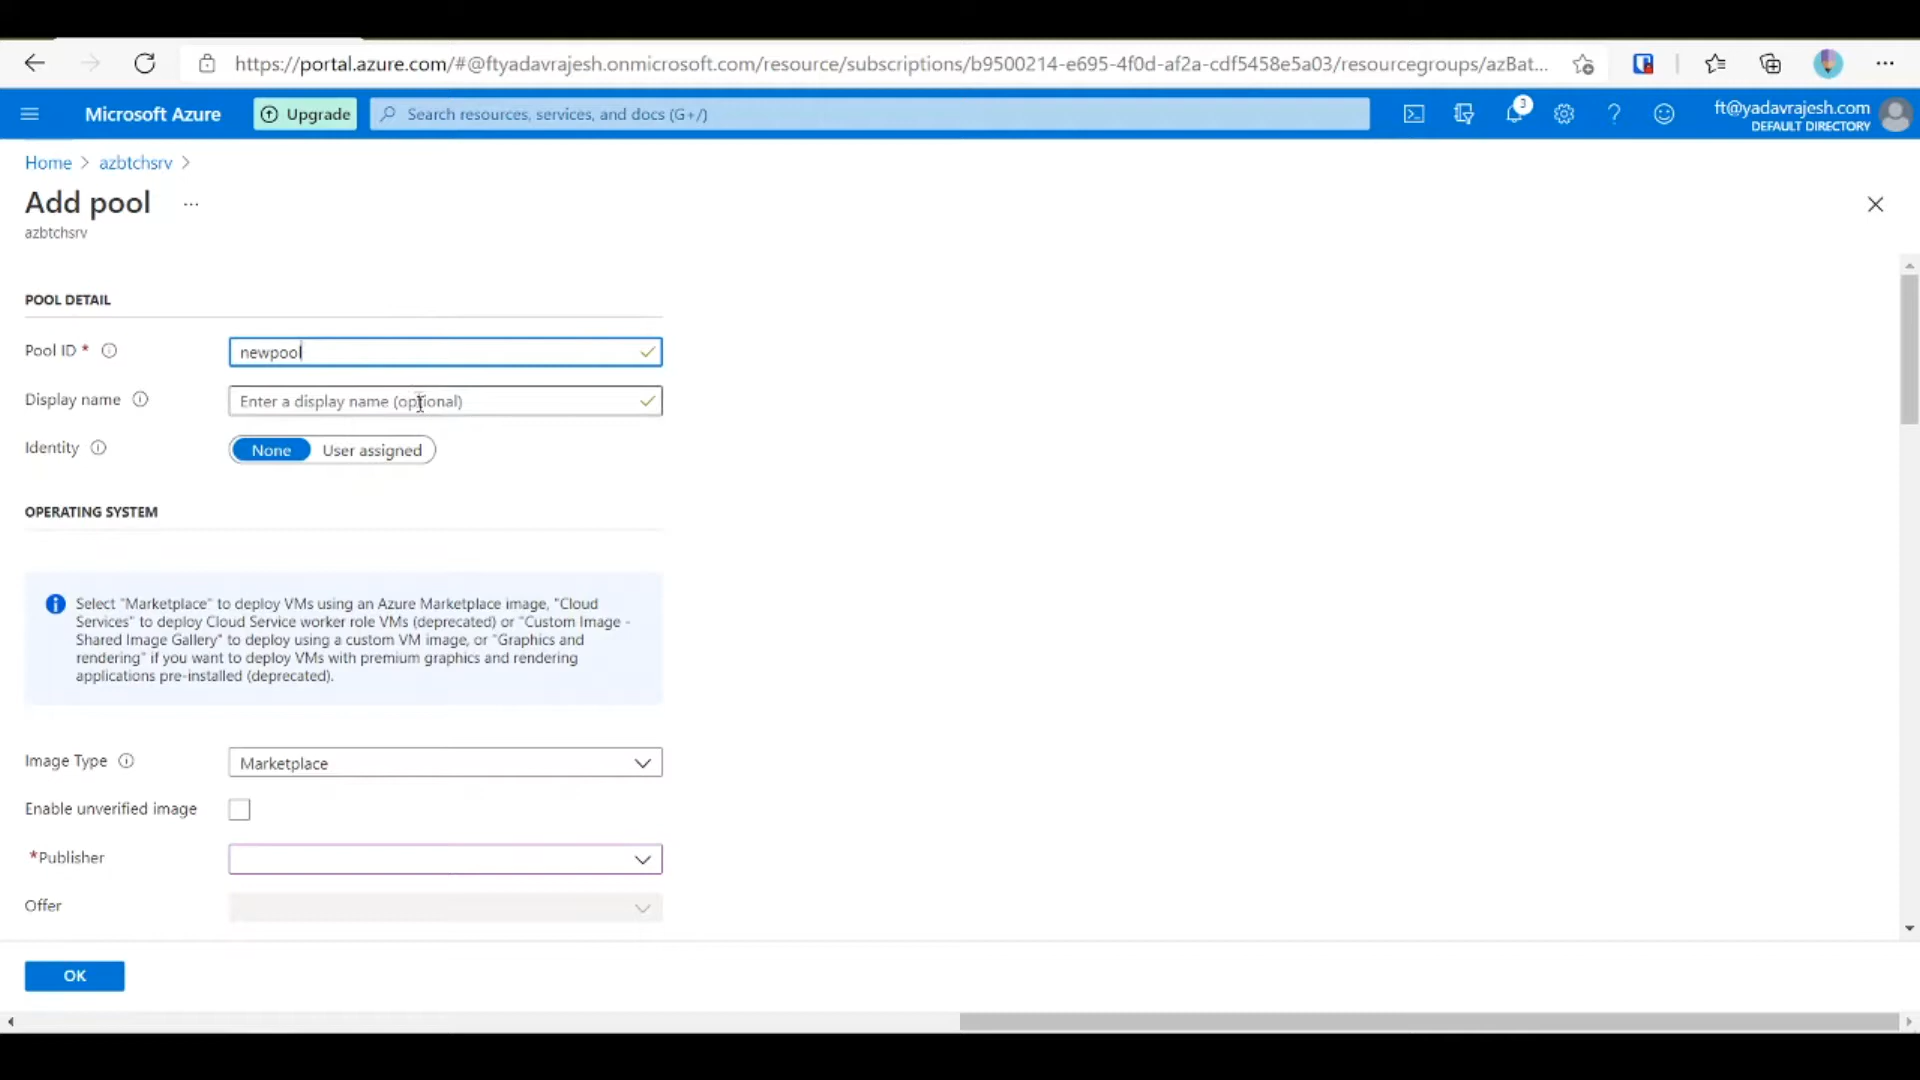 https://portal.azure.com/#@ftyadavrajesh.onmicrosoft.com/resource/subscriptions/b9500214-e695-4f0d-af2a-cdf5458e5a03/resourcegroups/azBat...
Microsoft Azure
Upgrade
Search resources, services, and docs (G+/)
3
ft@yadavrajesh.com
DEFAULT DIRECTORY
Home > azbtchsrv >
Add pool ...
azbtchsrv
POOL DETAIL
Pool ID * newpool
Display name Enter a display name (optional)
Identity None User assigned
OPERATING SYSTEM
Select "Marketplace" to deploy VMs using an Azure Marketplace image, "Cloud
Services" to deploy Cloud Service worker role VMs (deprecated) or "Custom Image -
Shared Image Gallery" to deploy using a custom VM image, or "Graphics and
rendering" if you want to deploy VMs with premium graphics and rendering
applications pre-installed (deprecated).
Image Type Marketplace
Enable unverified image
*Publisher
Offer
OK